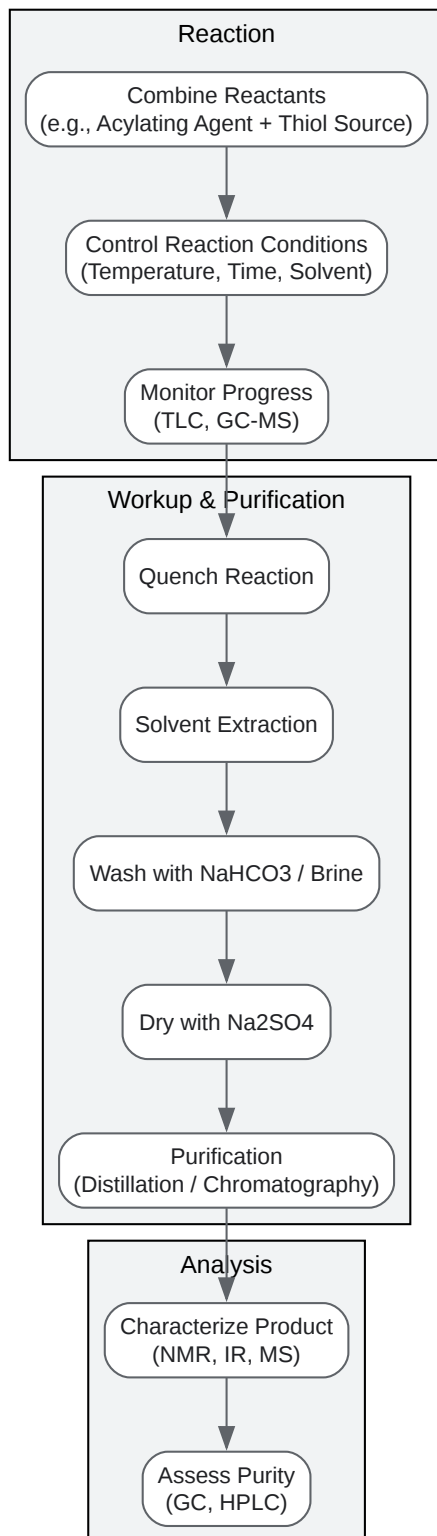 Reaction
Combine Reactants
(e.g., Acylating Agent + Thiol Source)
Control Reaction Conditions
(Temperature, Time, Solvent)
Monitor Progress
(TLC, GC-MS)
Workup & Purification
Quench Reaction
Solvent Extraction
Wash with NaHCO3 / Brine
Dry with Na2SO4
Purification
(Distillation / Chromatography)
Analysis
Characterize Product
(NMR, IR, MS)
Assess Purity
(GC, HPLC)